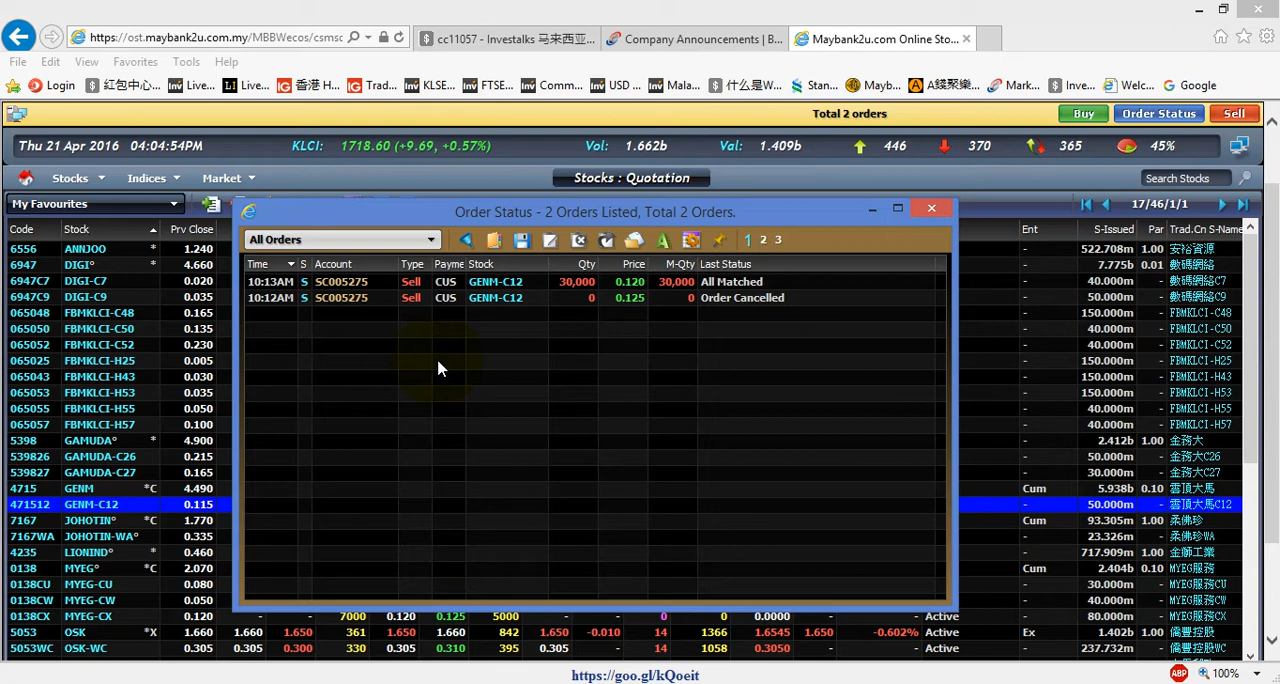 https://ost.maybank2u.com.my/MBBWecos/csmsc
cc11057 - Investalks 马来西亚...
Company Announcements | B...
Maybank2u.com Online Sto...
File Edit View Favorites Tools Help
Login 红包中心... Live... Live... 香港 H... Trad... KLSE... FTSE... Comm... USD ... Mala... 什么是Wa... Stan... Mayb... A錢聚樂... Mark... Inve... Welc... Google
Total 2 orders Buy Order Status Sell
Thu 21 Apr 2016 04:04:54PM KLCI: 1718.60 (+9.69, +0.57%) Vol: 1.662b Val: 1.409b 446 370 365 45%
Stocks Indices Market Stocks : Quotation Search Stocks
My Favourites 17/46/1/1
Order Status - 2 Orders Listed, Total 2 Orders.
All Orders 1 2 3
Time S Account Type Payme Stock Qty Price M-Qty Last Status
10:13AM S SC005275 Sell CUS GENM-C12 30,000 0.120 30,000 All Matched
10:12AM S SC005275 Sell CUS GENM-C12 0 0.125 0 Order Cancelled
Code Stock Prv Close Ent S-Issued Par Trad.Cn S-Name
6556 ANNJOO * 1.240 - 522.708m 1.00 安裕資源
6947 DIGI° * 4.660 - 7.775b 0.01 數碼網絡
6947C7 DIGI-C7 0.020 - 40.000m - 數碼網絡C7
6947C9 DIGI-C9 0.035 - 50.000m - 數碼網絡C9
065048 FBMKLCI-C48 0.165 - 150.000m - FBMKLCI-C48
065050 FBMKLCI-C50 0.135 - 40.000m - FBMKLCI-C50
065052 FBMKLCI-C52 0.230 - 40.000m - FBMKLCI-C52
065025 FBMKLCI-H25 0.005 - 150.000m - FBMKLCI-H25
065043 FBMKLCI-H43 0.030 - 150.000m - FBMKLCI-H43
065053 FBMKLCI-H53 0.035 - 150.000m - FBMKLCI-H53
065055 FBMKLCI-H55 0.050 - 40.000m - FBMKLCI-H55
065057 FBMKLCI-H57 0.100 - 40.000m - FBMKLCI-H57
5398 GAMUDA° * 4.900 - 2.412b 1.00 金務大
539826 GAMUDA-C26 0.215 - 50.000m - 金務大C26
539827 GAMUDA-C27 0.165 - 30.000m - 金務大C27
4715 GENM *C 4.490 Cum 5.938b 0.10 雲頂大馬
471512 GENM-C12 0.115 - 50.000m - 雲頂大馬C12
7167 JOHOTIN° *C 1.770 Cum 93.305m 1.00 柔佛珍
7167WA JOHOTIN-WA° 0.335 - 23.326m - 柔佛珍WA
4235 LIONIND° * 0.460 - 717.909m 1.00 金獅工業
0138 MYEG° *C 2.070 Cum 2.404b 0.10 MYEG服務
0138CU MYEG-CU 0.080 - 30.000m - MYEG服務CU
0138CW MYEG-CW 0.050 - 40.000m - MYEG服務CW
0138CX MYEG-CX 0.120 - - 7000 0.120 0.125 5000 - - 0 0 0.0000 - - Active - 80.000m - MYEG服務CX
5053 OSK *X 1.660 1.660 1.650 361 1.650 1.660 842 1.650 -0.010 14 1366 1.6545 1.650 -0.602% Active Ex 1.402b 1.00 僑豐控股
5053WC OSK-WC 0.305 0.305 0.300 330 0.305 0.310 395 0.305 - 14 1058 0.3050 - - Active - 237.732m - 僑豐控股WC
https://goo.gl/kQoeit
ABP 100%